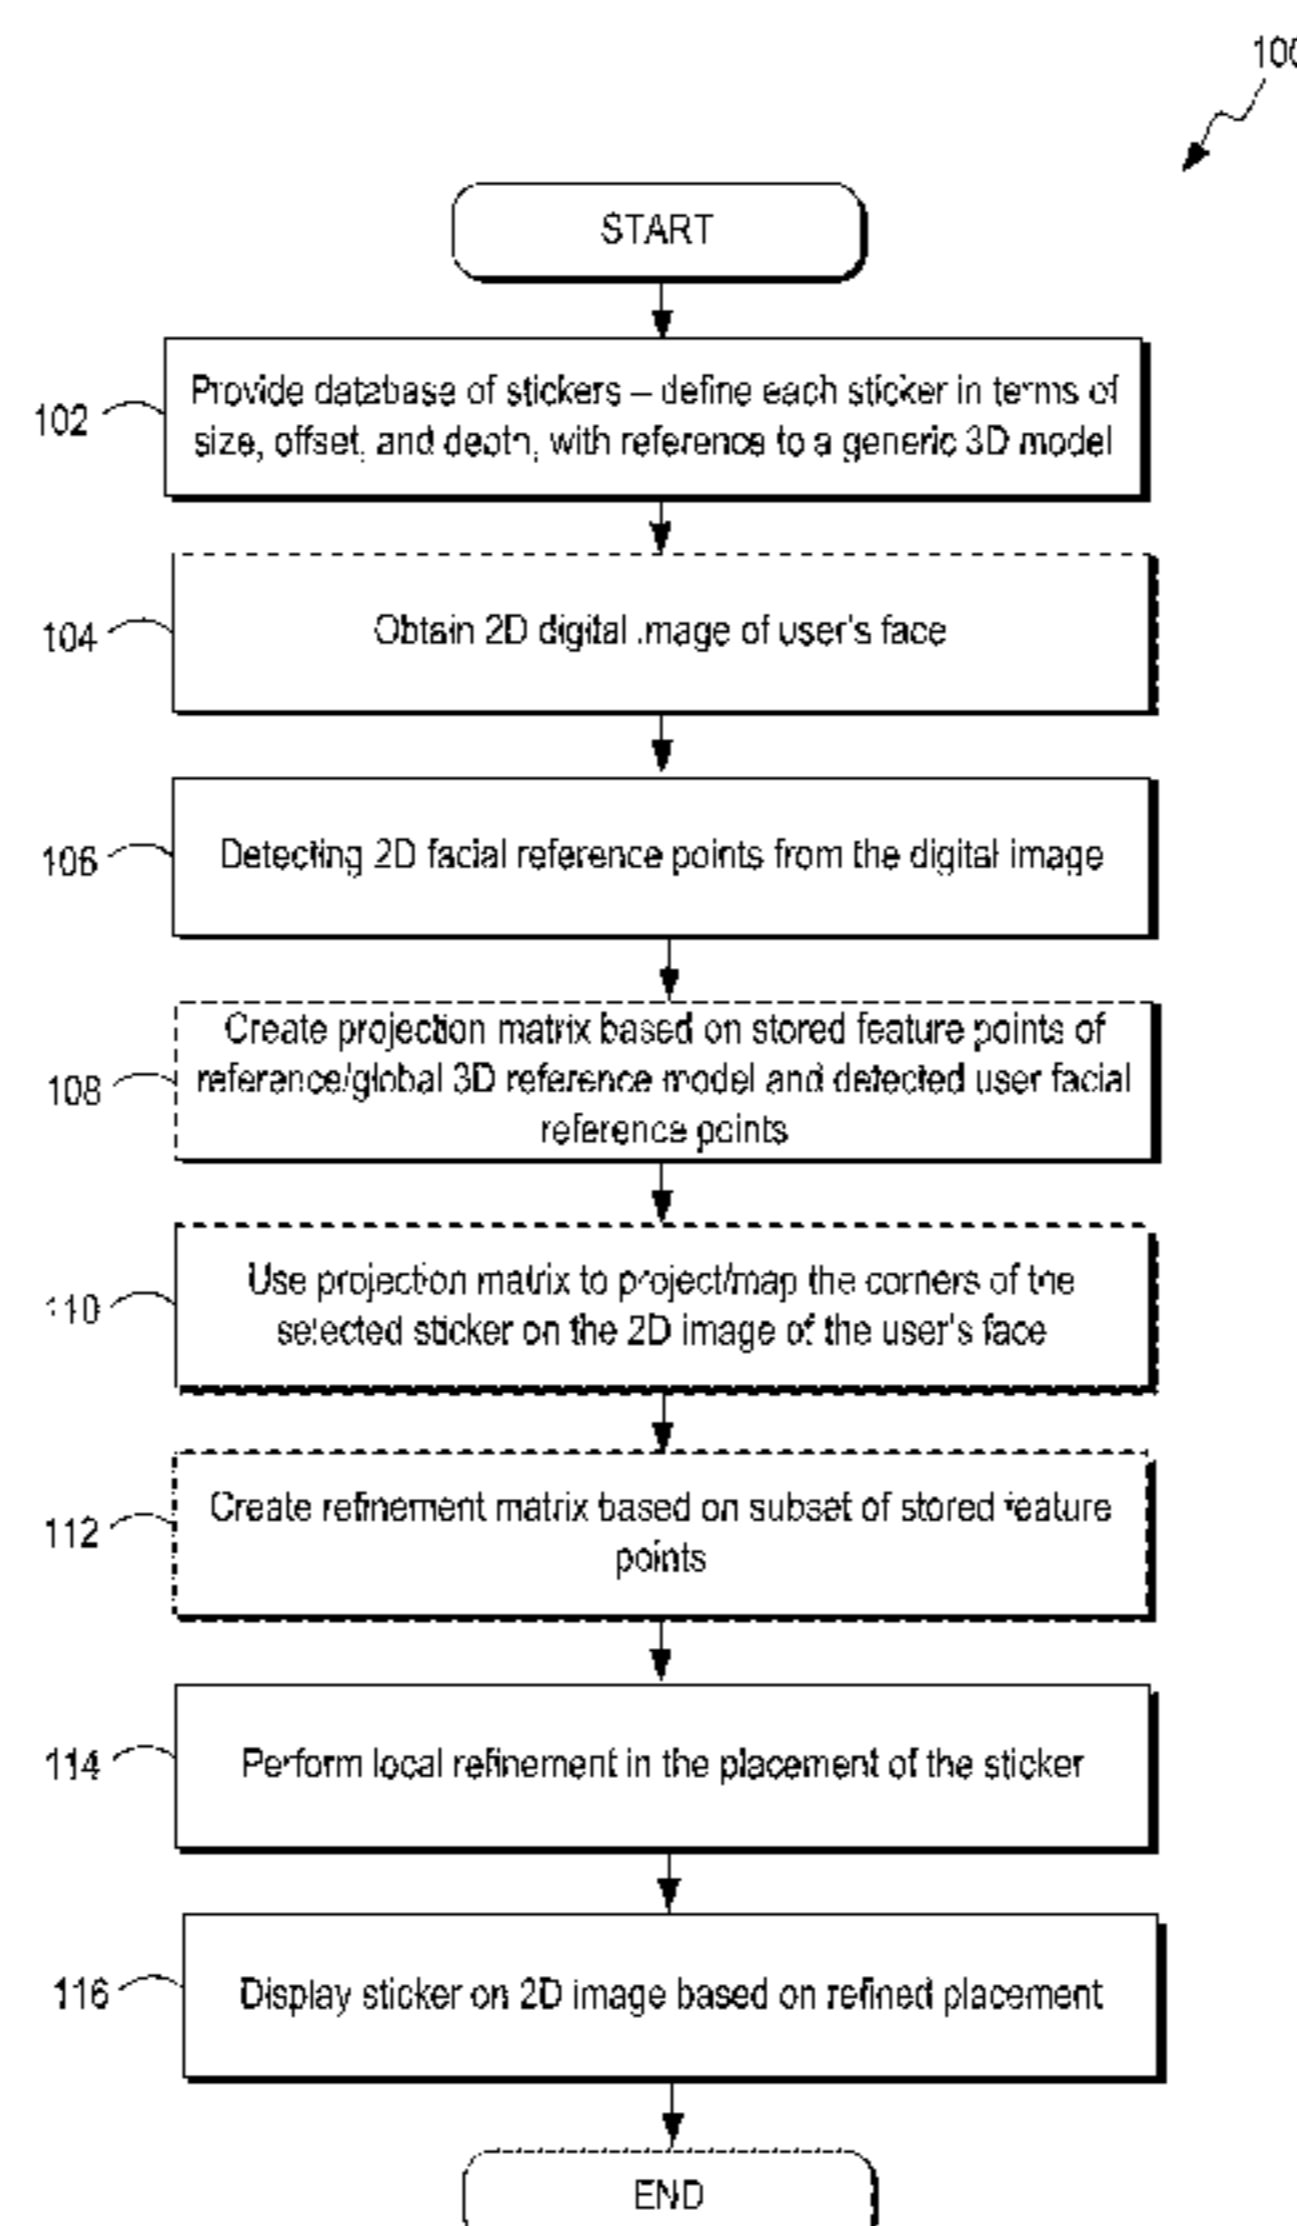 100
START
102
Provide database of stickers – define each sticker in terms of
size, offset, and depth, with reference to a generic 3D model
104
Obtain 2D digital image of user's face
106
Detecting 2D facial reference points from the digital image
108
Create projection matrix based on stored feature points of
referance/global 3D reference model and detected user facial
reference points
110
Use projection matrix to project/map the corners of the
selected sticker on the 2D image of the user's face
112
Create refinement matrix based on subset of stored feature
points
114
Perform local refinement in the placement of the sticker
116
Display sticker on 2D image based on refined placement
END